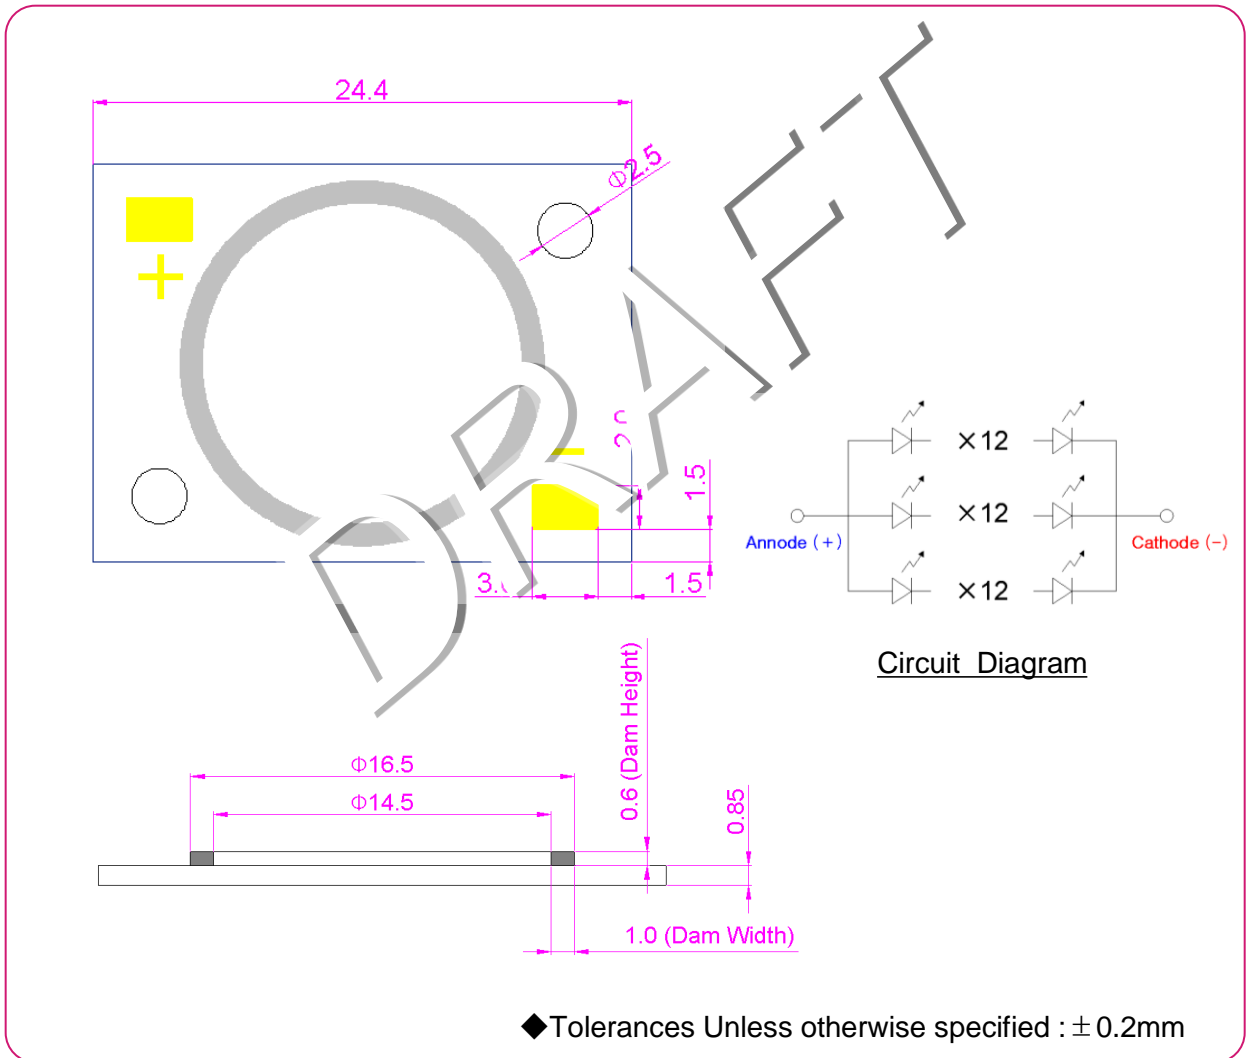 24.4
Φ2.5
+
-
1.5
1.5
DRAFT
×12
×12
×12
Annode (+)
Cathode (-)
Circuit Diagram
Φ16.5
Φ14.5
0.6 (Dam Height)
0.85
1.0 (Dam Width)
◆Tolerances Unless otherwise specified : ±0.2mm